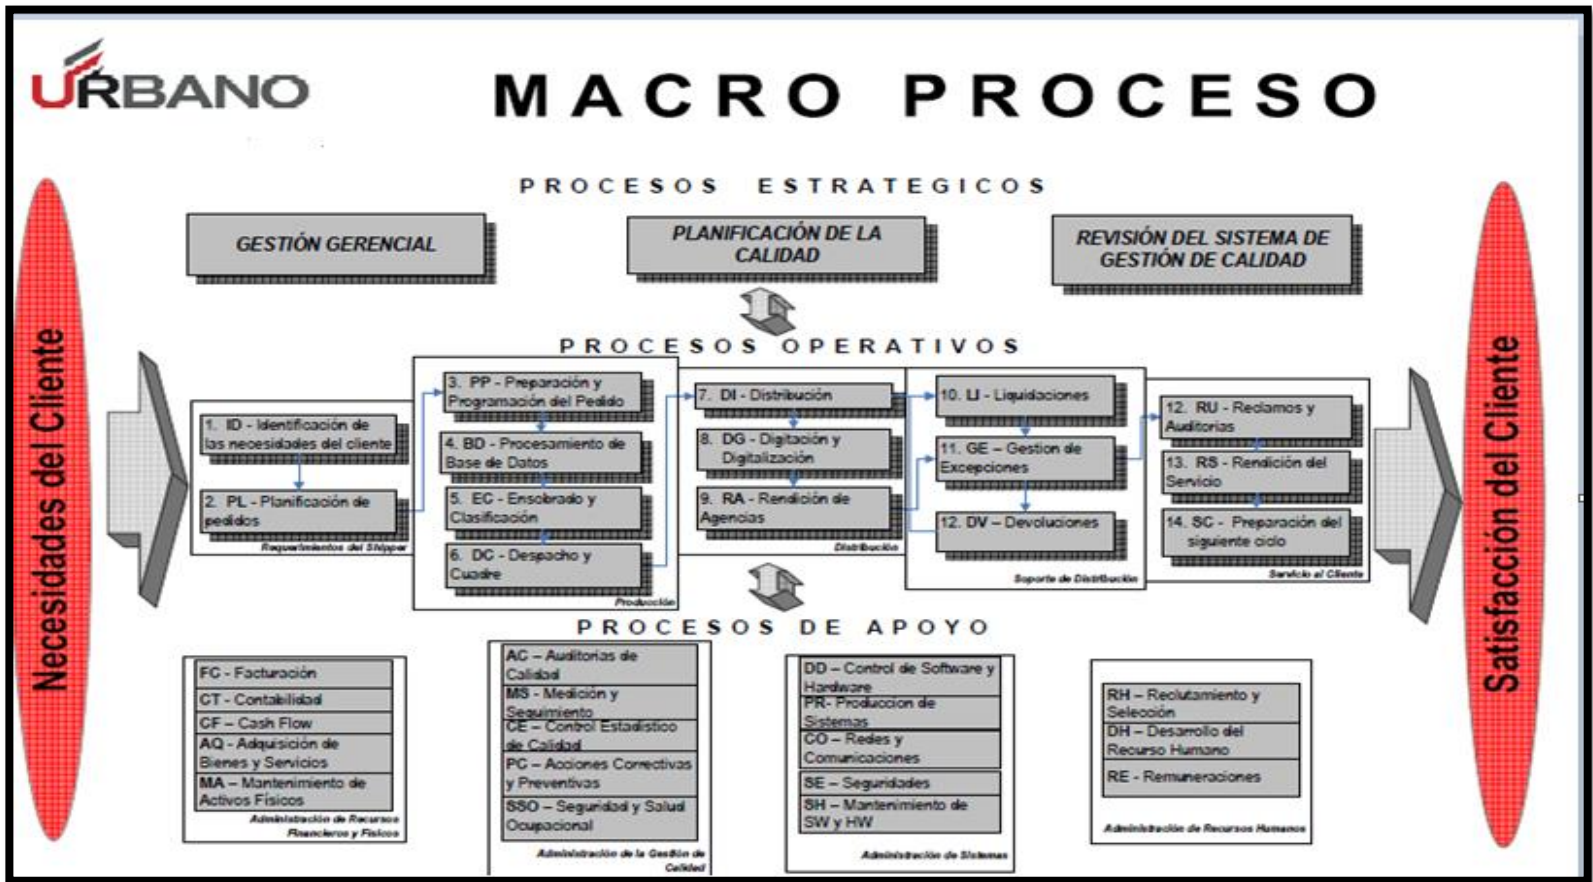 URBANO
MACRO PROCESO
PROCESOS ESTRATEGICOS
GESTIÓN GERENCIAL
PLANIFICACIÓN DE LA
CALIDAD
REVISIÓN DEL SISTEMA DE
GESTIÓN DE CALIDAD
Necesidades del Cliente
PROCESOS OPERATIVOS
1. ID - Identificación de
las necesidades del cliente
2. PL - Planificación de
pedidos
Requerimientos del Shipper
3. PP - Preparación y
Programación del Pedido
4. BD - Procesamiento de
Base de Datos
5. EC - Ensobrado y
Clasificación
6. DC - Despacho y
Cuadre
Producción
7. DI - Distribución
8. DG - Digitación y
Digitalización
9. RA - Rendición de
Agencias
Distribución
10. LI - Liquidaciones
11. GE – Gestion de
Excepciones
12. DV – Devoluciones
Soporte de Distribución
12. RU - Reclamos y
Auditorias
13. RS - Rendición del
Servicio
14. SC - Preparación del
siguiente ciclo
Servicio al Cliente
Satisfacción del Cliente
PROCESOS DE APOYO
FC - Facturación
CT - Contabilidad
CF – Cash Flow
AQ - Adquisición de
Bienes y Servicios
MA – Mantenimiento de
Activos Físicos
Administración de Recursos
Financieros y Físicos
AC – Auditorias de
Calidad
MS - Medición y
Seguimiento
CE – Control Estadístico
de Calidad
PC – Acciones Correctivas
y Preventivas
SSO – Seguridad y Salud
Ocupacional
Administración de la Gestión de
Calidad
DD – Control de Software y
Hardware
PR- Produccion de
Sistemas
CO – Redes y
Comunicaciones
SE – Seguridades
SH – Mantenimiento de
SW y HW
Administración de Sistemas
RH – Reclutamiento y
Selección
DH – Desarrollo del
Recurso Humano
RE - Remuneraciones
Administración de Recursos Humanos